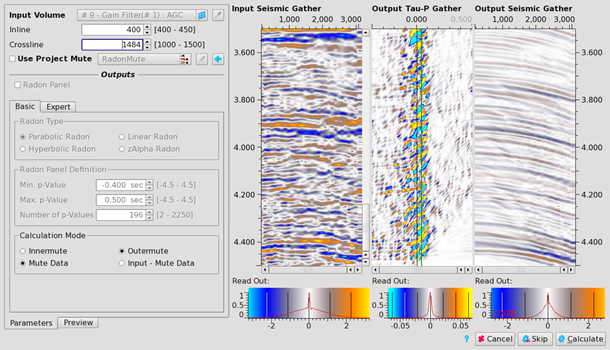 Input Volume # 9 - Gain Filter(# 1) : AGC
Inline 400 [400 - 450]
Crossline 1484 [1000 - 1500]
Use Project Mute RadonMute
Outputs
Radon Panel
Basic Expert
Radon Type
Parabolic Radon Linear Radon
Hyperbolic Radon zAlpha Radon
Radon Panel Definition
Min. p-Value -0.400 sec [-4.5 - 4.5]
Max. p-Value 0.500 sec [-4.5 - 4.5]
Number of p-Values 196 [2 - 2250]
Calculation Mode
Innermute Outermute
Mute Data Input - Mute Data
Parameters Preview
Input Seismic Gather Output Tau-P Gather Output Seismic Gather
1,000 2,000 3,000 0.000 0.500 1,000 2,000 3,000
3.600
3.800
4.000
4.200
4.400
Read Out: Read Out: Read Out:
1 1 1
0.5 0.5 0.5
0 0 0
-2 0 2 -0.05 0.00 0.05 -2 0 2
? Cancel Skip Calculate